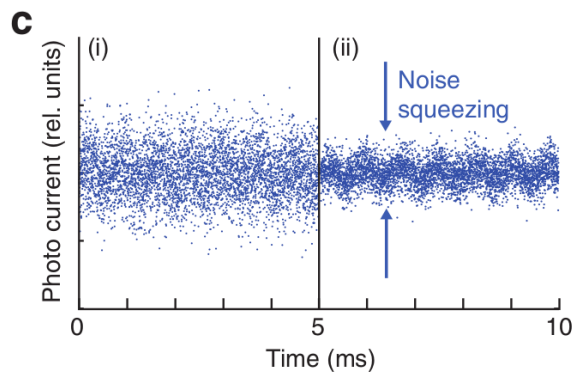 c
(i)
(ii)
Noise
squeezing
Photo current (rel. units)
0
5
10
Time (ms)